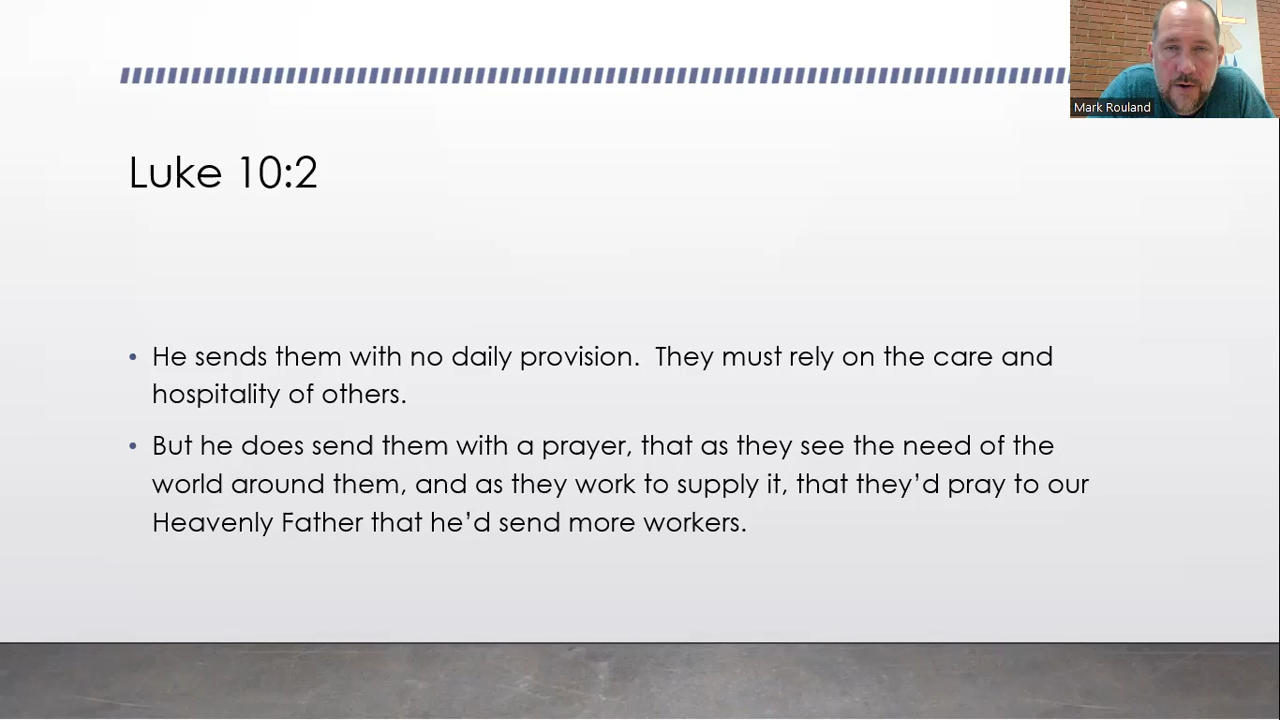 Mark Rouland
Luke 10:2
• He sends them with no daily provision.  They must rely on the care and
hospitality of others.
• But he does send them with a prayer, that as they see the need of the
world around them, and as they work to supply it, that they’d pray to our
Heavenly Father that he’d send more workers.